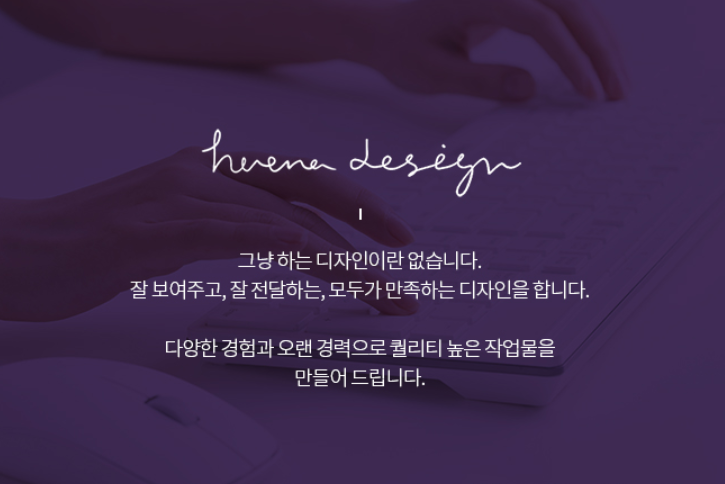 huena design
그냥 하는 디자인이란 없습니다.
잘 보여주고, 잘 전달하는, 모두가 만족하는 디자인을 합니다.
다양한 경험과 오랜 경력으로 퀄리티 높은 작업물을
만들어 드립니다.